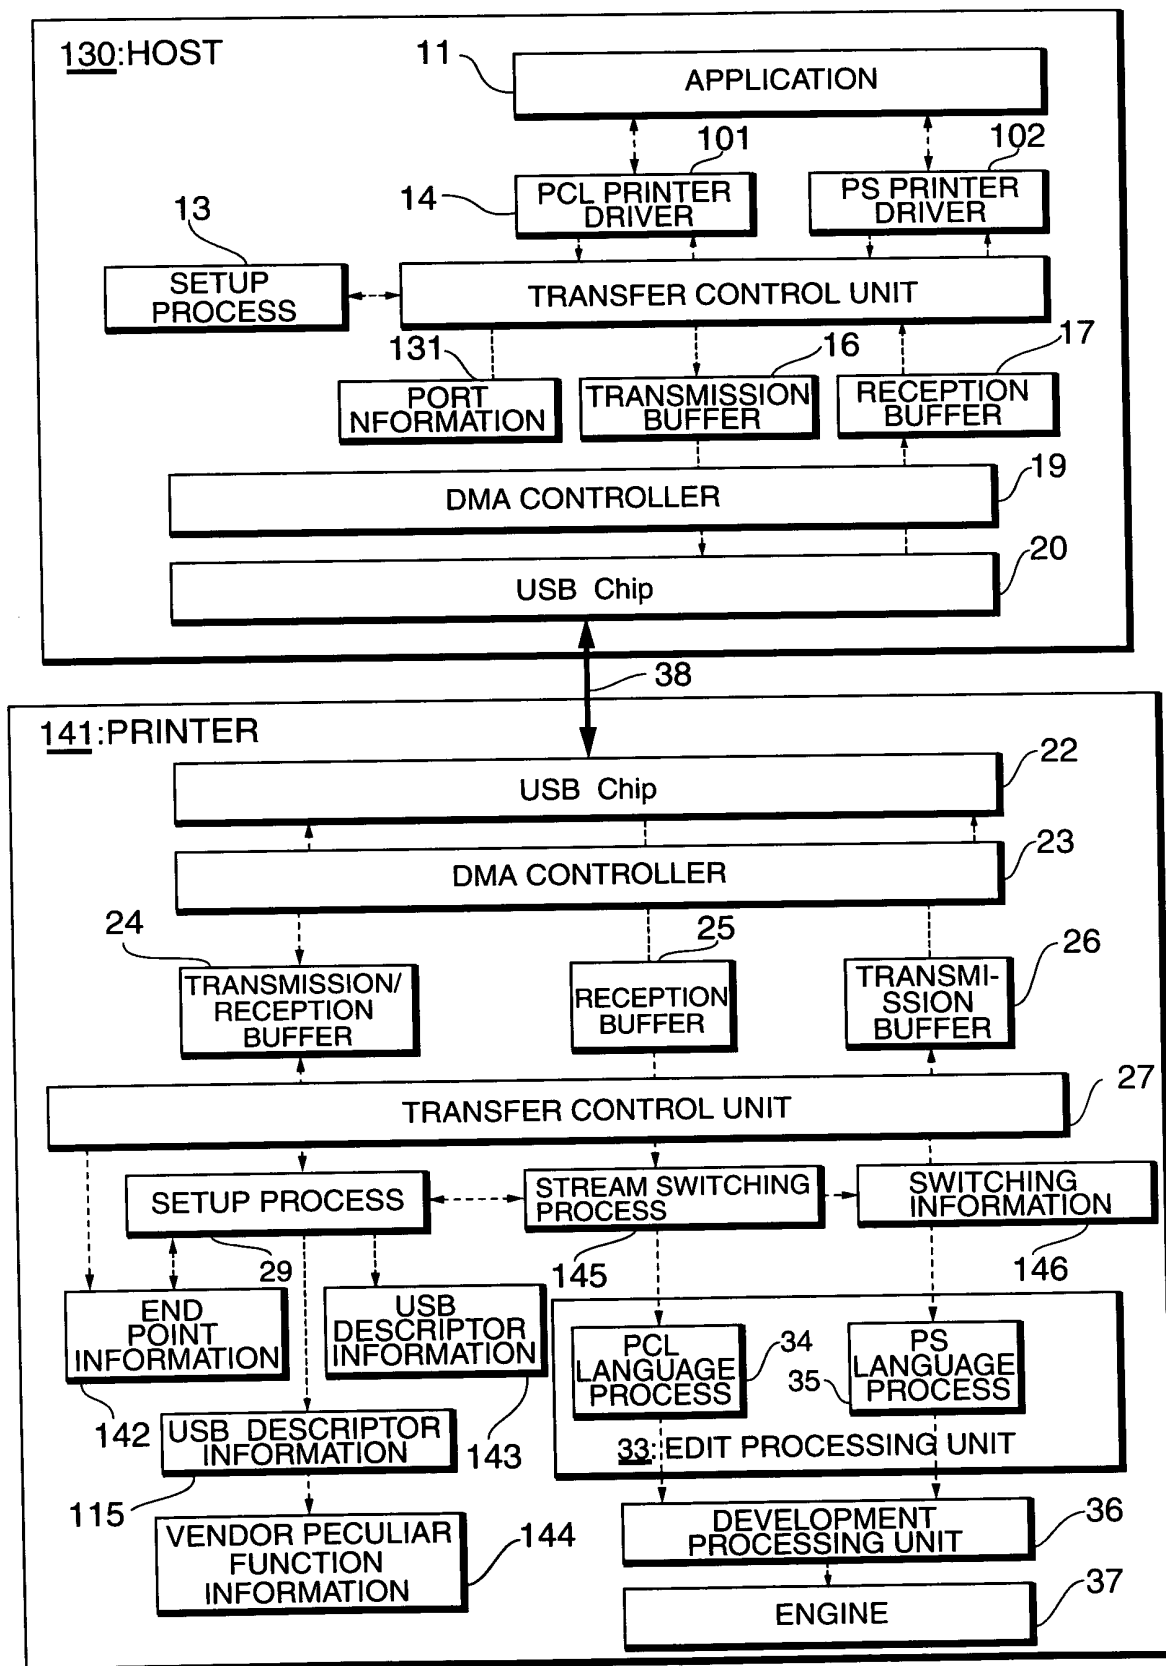 130:HOST
11
APPLICATION
101
102
14
PCL PRINTER
DRIVER
PS PRINTER
DRIVER
13
SETUP
PROCESS
TRANSFER CONTROL UNIT
131
16
17
PORT
NFORMATION
TRANSMISSION
BUFFER
RECEPTION
BUFFER
19
DMA CONTROLLER
20
USB Chip
38
141:PRINTER
22
USB Chip
23
DMA CONTROLLER
24
25
26
TRANSMISSION/
RECEPTION
BUFFER
RECEPTION
BUFFER
TRANSMI-
SSION
BUFFER
27
TRANSFER CONTROL UNIT
SETUP PROCESS
STREAM SWITCHING
PROCESS
SWITCHING
INFORMATION
29
145
146
END
POINT
INFORMATION
USB
DESCRIPTOR
INFORMATION
PCL
LANGUAGE
PROCESS
34
PS
LANGUAGE
PROCESS
35
142
143
USB DESCRIPTOR
INFORMATION
33: EDIT PROCESSING UNIT
115
VENDOR PECULIAR
FUNCTION
INFORMATION
144
DEVELOPMENT
PROCESSING UNIT
36
ENGINE
37